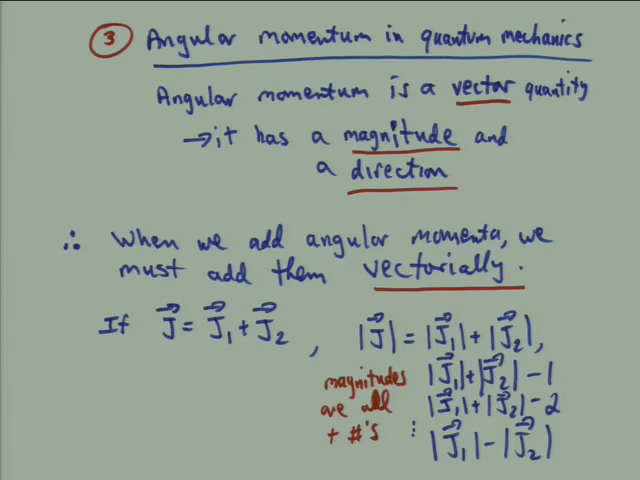 ③ Angular momentum in quantum mechanics
Angular momentum is a vector quantity
→ it has a magnitude and
a direction
∴ When we add angular momenta, we
must add them vectorially.
If J⃗ = J⃗₁ + J⃗₂ , |J⃗| = |J⃗₁| + |J⃗₂|,
magnitudes |J⃗₁| + |J⃗₂| - 1
are all |J⃗₁| + |J⃗₂| - 2
+ #'s ⋮ |J⃗₁| - |J⃗₂|